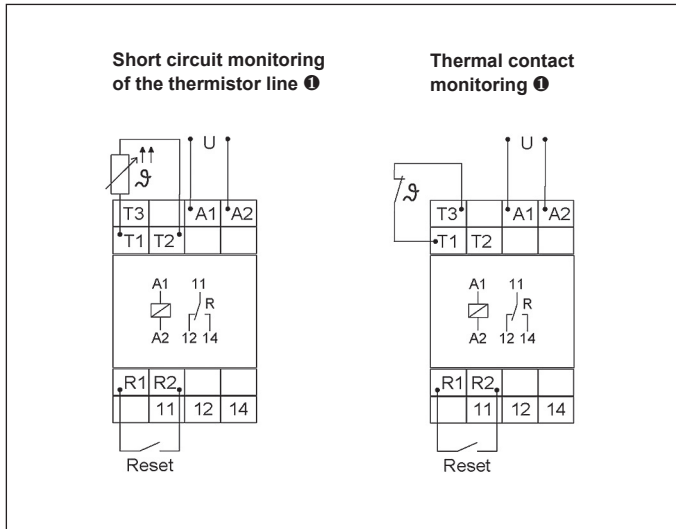 Short circuit monitoring
of the thermistor line ❶
U
ϑ
T3 A1 A2
T1 T2
A1 11
R
A2 12 14
R1 R2
11 12 14
Reset
Thermal contact
monitoring ❶
U
ϑ
T3 A1 A2
T1 T2
A1 11
R
A2 12 14
R1 R2
11 12 14
Reset